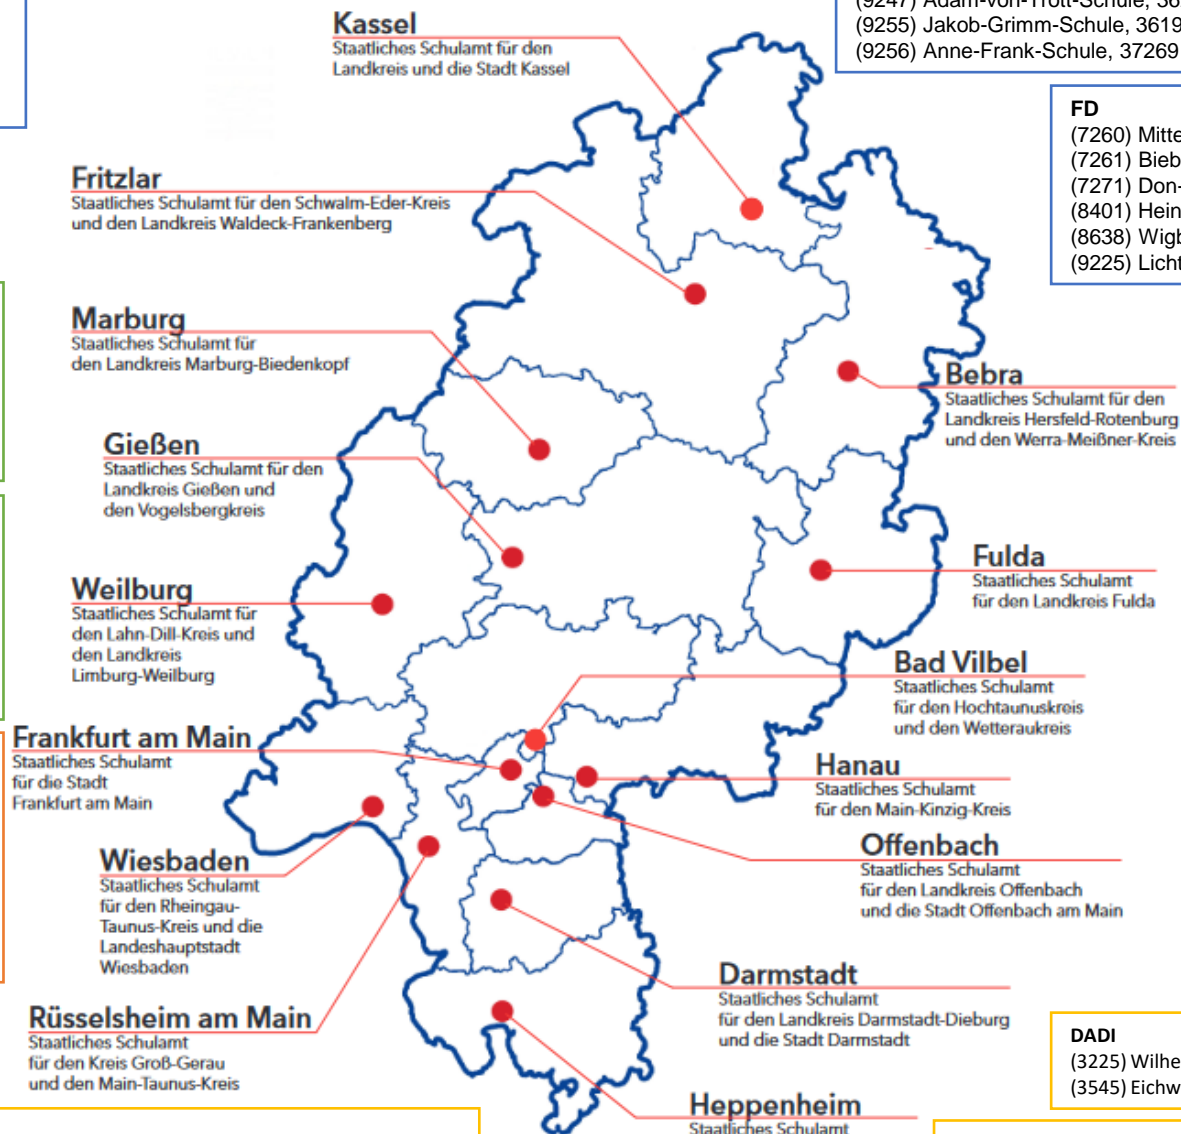 Kassel
Staatliches Schulamt für den
Landkreis und die Stadt Kassel
(9255) Jakob-Grimm-Schule, 3619
(9256) Anne-Frank-Schule, 37269
FD
(7260) Mitte
(7261) Bieb
(7271) Don-
(8401) Hein
(8638) Wigb
(9225) Licht
Fritzlar
Staatliches Schulamt für den Schwalm-Eder-Kreis
und den Landkreis Waldeck-Frankenberg
Marburg
Staatliches Schulamt für
den Landkreis Marburg-Biedenkopf
Bebra
Staatliches Schulamt für den
Landkreis Hersfeld-Rotenburg
und den Werra-Meißner-Kreis
Gießen
Staatliches Schulamt für den
Landkreis Gießen und
den Vogelsbergkreis
Fulda
Staatliches Schulamt
für den Landkreis Fulda
Weilburg
Staatliches Schulamt für
den Lahn-Dill-Kreis und
den Landkreis
Limburg-Weilburg
Bad Vilbel
Staatliches Schulamt
für den Hochtaunuskreis
und den Wetteraukreis
Frankfurt am Main
Staatliches Schulamt
für die Stadt
Frankfurt am Main
Hanau
Staatliches Schulamt
für den Main-Kinzig-Kreis
Offenbach
Staatliches Schulamt
für den Landkreis Offenbach
und die Stadt Offenbach am Main
Wiesbaden
Staatliches Schulamt
für den Rheingau-
Taunus-Kreis und die
Landeshauptstadt
Wiesbaden
Darmstadt
Staatliches Schulamt
für den Landkreis Darmstadt-Dieburg
und die Stadt Darmstadt
Rüsselsheim am Main
Staatliches Schulamt
für den Kreis Groß-Gerau
und den Main-Taunus-Kreis
DADI
(3225) Wilhe
(3545) Eichw
Heppenheim
Staatliches Schulamt